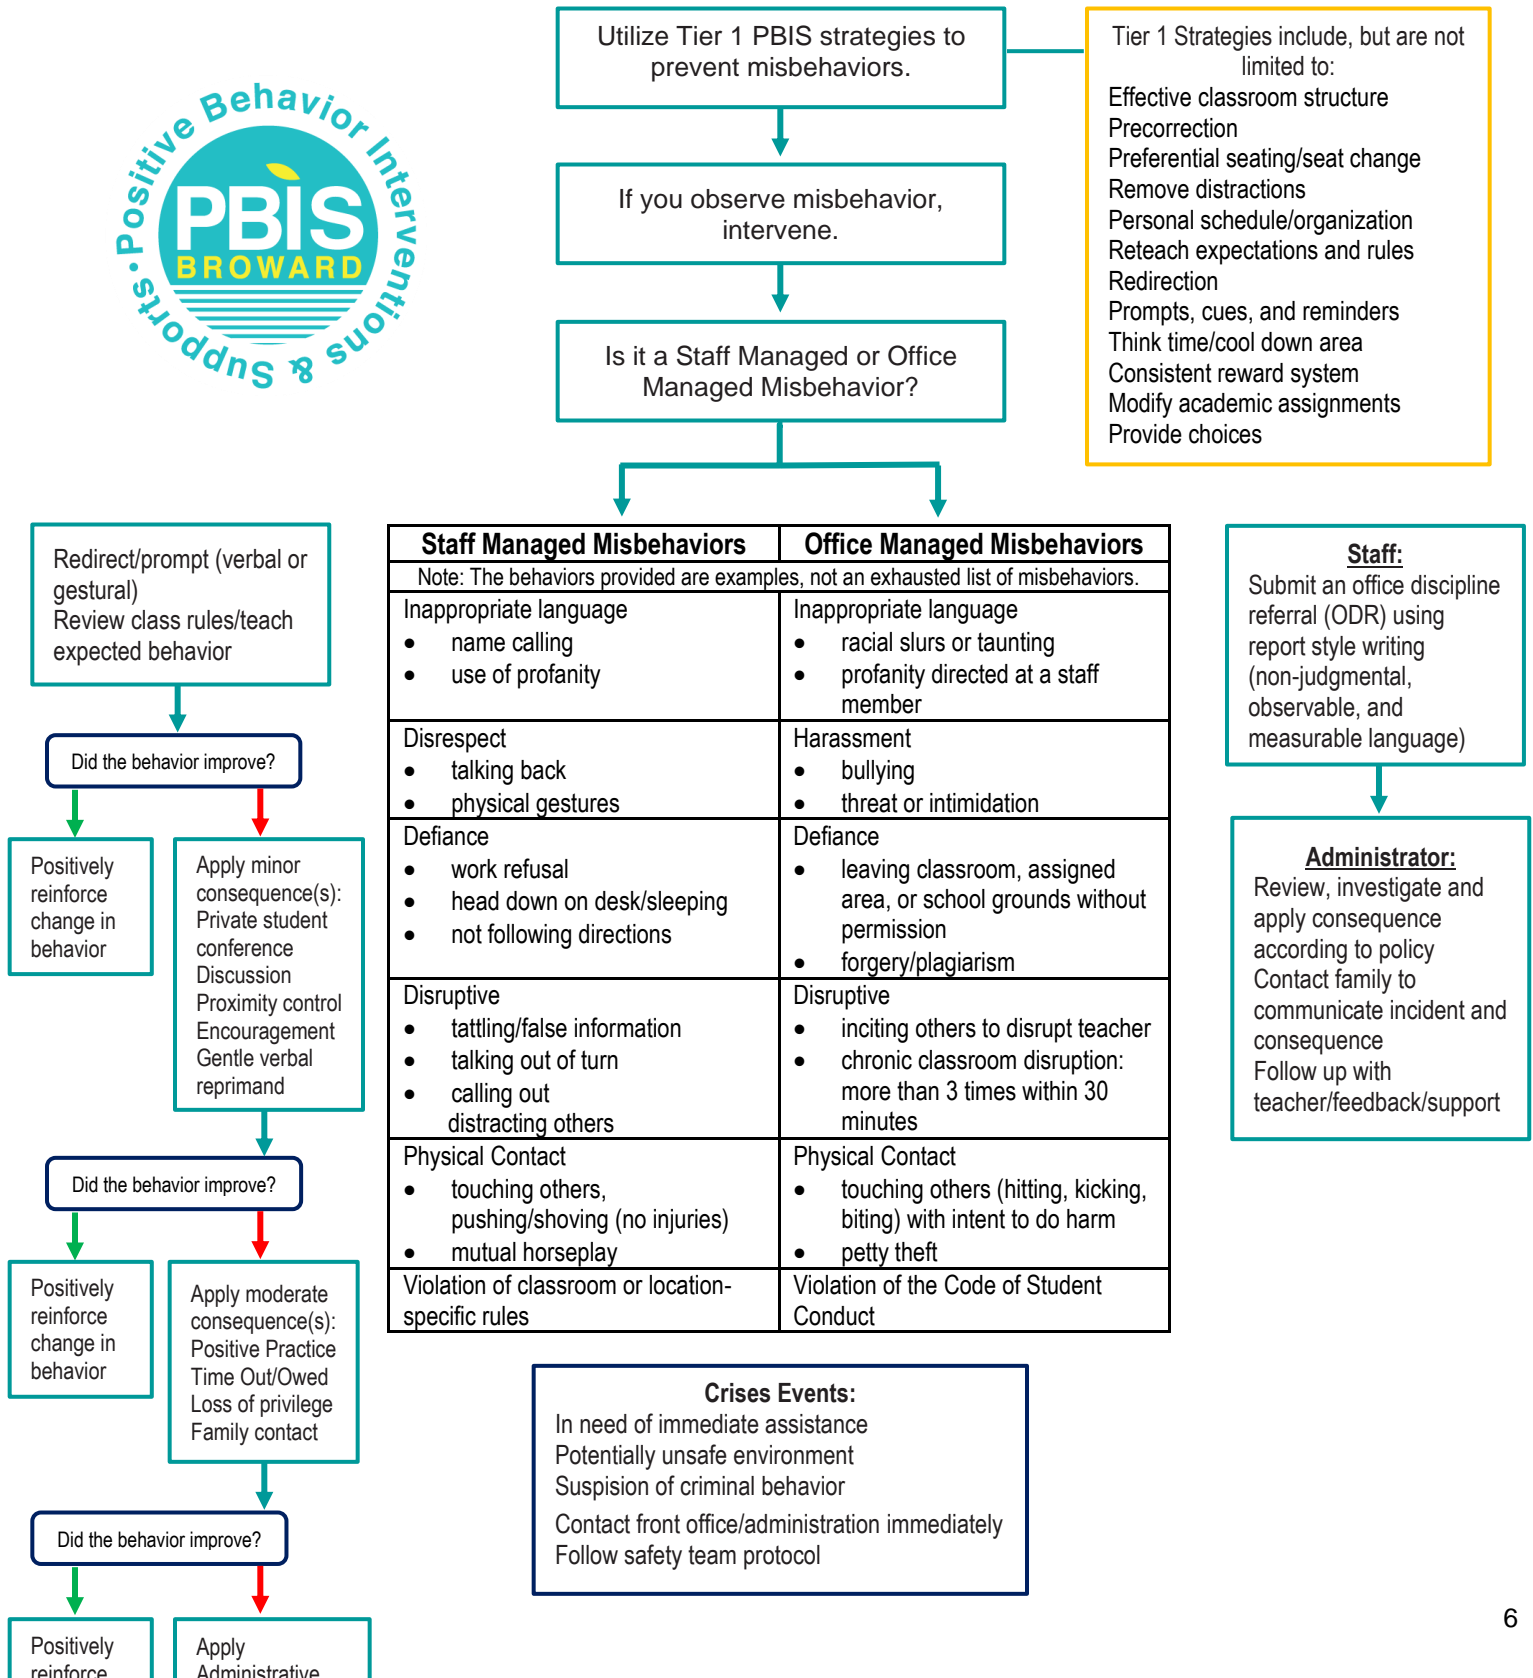 Utilize Tier 1 PBIS strategies to
prevent misbehaviors.
Tier 1 Strategies include, but are not
limited to:
Effective classroom structure
Precorrection
Preferential seating/seat change
Remove distractions
Personal schedule/organization
Reteach expectations and rules
Redirection
Prompts, cues, and reminders
Think time/cool down area
Consistent reward system
Modify academic assignments
Provide choices
Positive Behavior Interventions & Supports
PBIS
BROWARD
If you observe misbehavior,
intervene.
Is it a Staff Managed or Office
Managed Misbehavior?
Redirect/prompt (verbal or
gestural)
Review class rules/teach
expected behavior
Did the behavior improve?
Positively
reinforce
change in
behavior
Apply minor
consequence(s):
Private student
conference
Discussion
Proximity control
Encouragement
Gentle verbal
reprimand
Did the behavior improve?
Positively
reinforce
change in
behavior
Apply moderate
consequence(s):
Positive Practice
Time Out/Owed
Loss of privilege
Family contact
Did the behavior improve?
Positively
reinforce
Apply
Administrative
Staff Managed Misbehaviors
Office Managed Misbehaviors
Note: The behaviors provided are examples, not an exhausted list of misbehaviors.
Inappropriate language
• name calling
• use of profanity
Inappropriate language
• racial slurs or taunting
• profanity directed at a staff
member
Disrespect
• talking back
• physical gestures
Harassment
• bullying
• threat or intimidation
Defiance
• work refusal
• head down on desk/sleeping
• not following directions
Defiance
• leaving classroom, assigned
area, or school grounds without
permission
• forgery/plagiarism
Disruptive
• tattling/false information
• talking out of turn
• calling out
distracting others
Disruptive
• inciting others to disrupt teacher
• chronic classroom disruption:
more than 3 times within 30
minutes
Physical Contact
• touching others,
pushing/shoving (no injuries)
• mutual horseplay
Physical Contact
• touching others (hitting, kicking,
biting) with intent to do harm
• petty theft
Violation of classroom or location-
specific rules
Violation of the Code of Student
Conduct
Staff:
Submit an office discipline
referral (ODR) using
report style writing
(non-judgmental,
observable, and
measurable language)
Administrator:
Review, investigate and
apply consequence
according to policy
Contact family to
communicate incident and
consequence
Follow up with
teacher/feedback/support
Crises Events:
In need of immediate assistance
Potentially unsafe environment
Suspision of criminal behavior
Contact front office/administration immediately
Follow safety team protocol
6